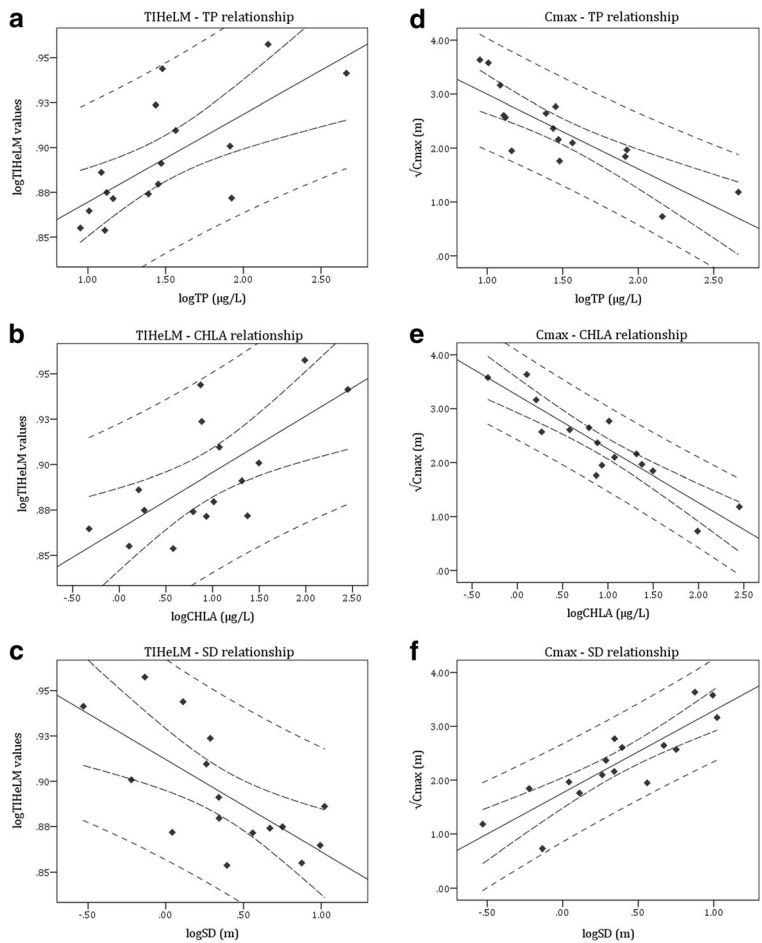 a
TIHeLM - TP relationship
logTIHeLM values
.95
.93
.90
.88
.85
1.00 1.50 2.00 2.50
logTP (µg/L)
d
Cmax - TP relationship
√Cmax (m)
4.00
3.00
2.00
1.00
.00
1.00 1.50 2.00 2.50
logTP (µg/L)
b
TIHeLM - CHLA relationship
logTIHeLM values
.95
.93
.90
.88
.85
-.50 .00 .50 1.00 1.50 2.00 2.50
logCHLA (µg/L)
e
Cmax - CHLA relationship
√Cmax (m)
4.00
3.00
2.00
1.00
.00
-.50 .00 .50 1.00 1.50 2.00 2.50
logCHLA (µg/L)
c
TIHeLM - SD relationship
logTIHeLM values
.95
.93
.90
.88
.85
-.50 .00 .50 1.00
logSD (m)
f
Cmax - SD relationship
√Cmax (m)
4.00
3.00
2.00
1.00
.00
-.50 .00 .50 1.00
logSD (m)